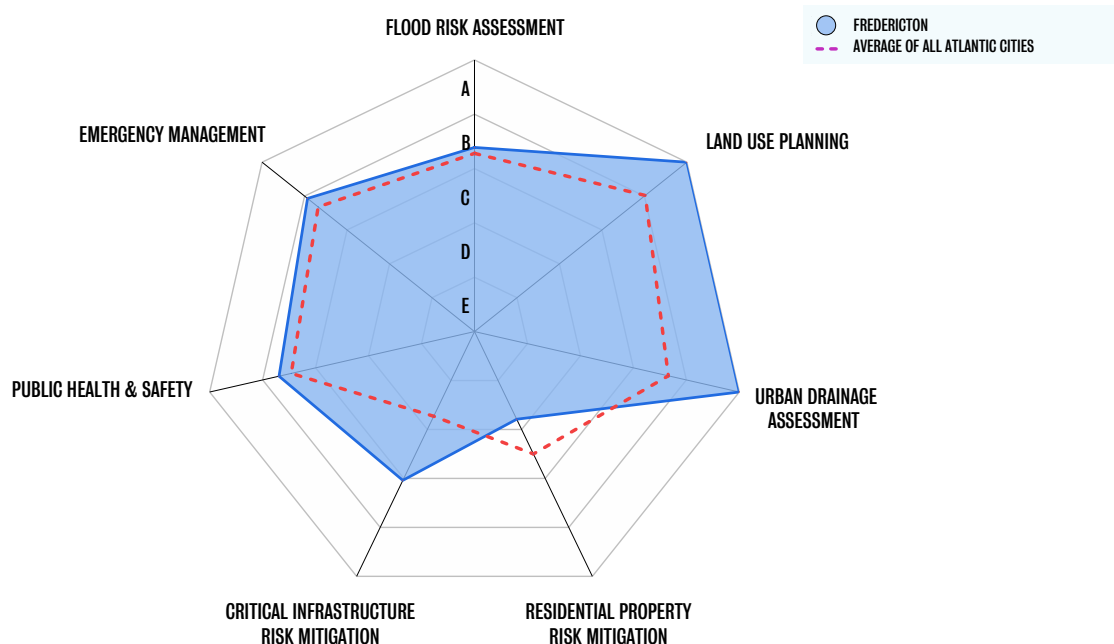 FLOOD RISK ASSESSMENT
FREDERICTON
AVERAGE OF ALL ATLANTIC CITIES
A
EMERGENCY MANAGEMENT
LAND USE PLANNING
B
C
D
E
PUBLIC HEALTH & SAFETY
URBAN DRAINAGE
ASSESSMENT
CRITICAL INFRASTRUCTURE
RISK MITIGATION
RESIDENTIAL PROPERTY
RISK MITIGATION